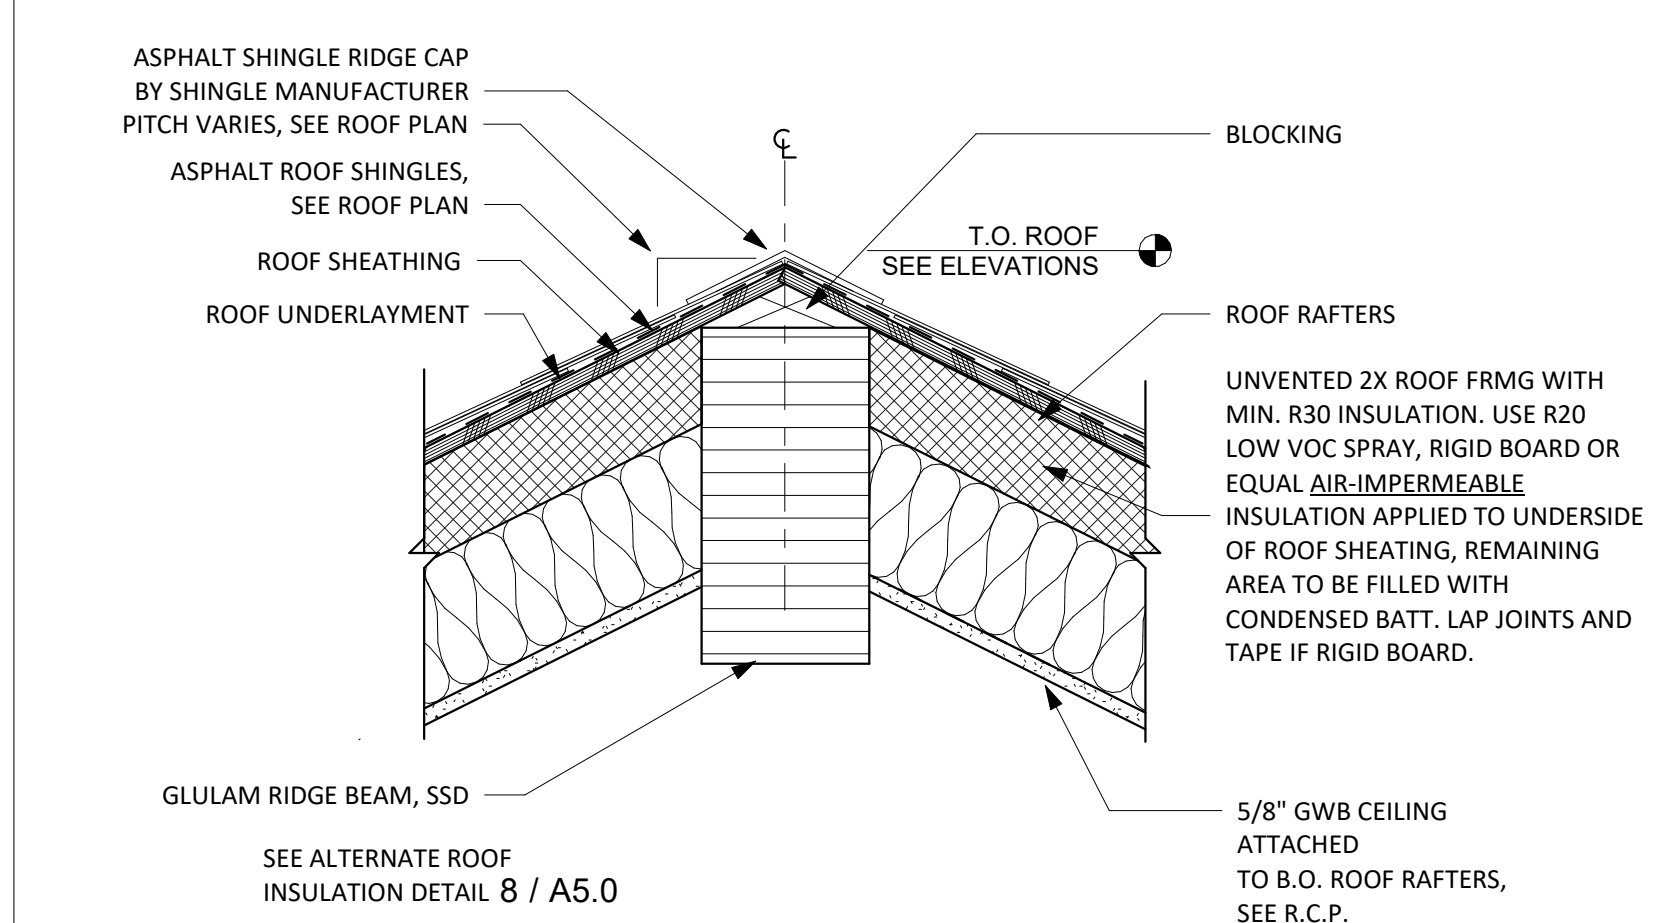 ASPHALT SHINGLE RIDGE CAP
BY SHINGLE MANUFACTURER
PITCH VARIES, SEE ROOF PLAN
ASPHALT ROOF SHINGLES,
SEE ROOF PLAN
ROOF SHEATHING
ROOF UNDERLAYMENT
℄
T.O. ROOF
SEE ELEVATIONS
BLOCKING
ROOF RAFTERS
UNVENTED 2X ROOF FRMG WITH
MIN. R30 INSULATION. USE R20
LOW VOC SPRAY, RIGID BOARD OR
EQUAL AIR-IMPERMEABLE
INSULATION APPLIED TO UNDERSIDE
OF ROOF SHEATING, REMAINING
AREA TO BE FILLED WITH
CONDENSED BATT. LAP JOINTS AND
TAPE IF RIGID BOARD.
GLULAM RIDGE BEAM, SSD
SEE ALTERNATE ROOF
INSULATION DETAIL 8 / A5.0
5/8" GWB CEILING
ATTACHED
TO B.O. ROOF RAFTERS,
SEE R.C.P.